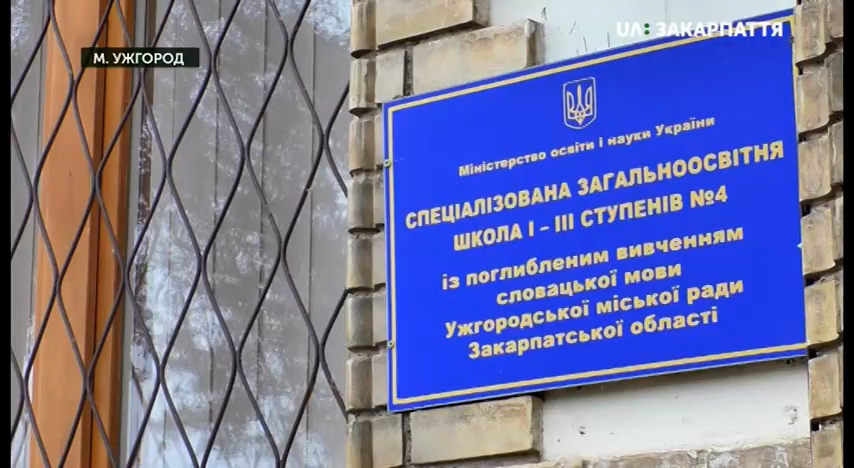 UA: ЗАКАРПАТТЯ
М. УЖГОРОД
Міністерство освіти і науки України
СПЕЦІАЛІЗОВАНА ЗАГАЛЬНООСВІТНЯ
ШКОЛА І – ІІІ СТУПЕНІВ №4
із поглибленим вивченням
словацької мови
Ужгородської міської ради
Закарпатської області